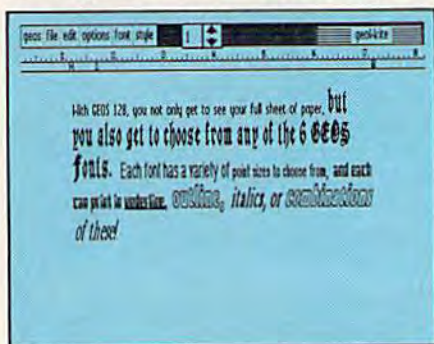 geos file edit options font style 1 geoWrite
With GEOS 128, you not only get to see your full sheet of paper, but
you also get to choose from any of the 6 GEOS
fonts. Each font has a variety of point sizes to choose from, and each
can print in underline, outline, italics, or combinations
of these!